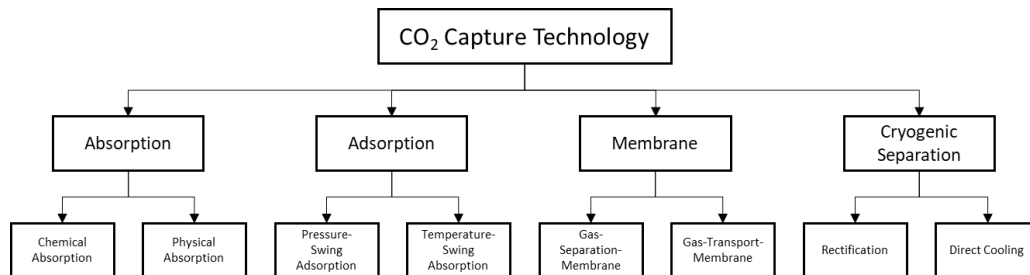 CO₂ Capture Technology
Absorption
Adsorption
Membrane
Cryogenic
Separation
Chemical
Absorption
Physical
Absorption
Pressure-
Swing
Adsorption
Temperature-
Swing
Absorption
Gas-
Separation-
Membrane
Gas-Transport-
Membrane
Rectification
Direct Cooling